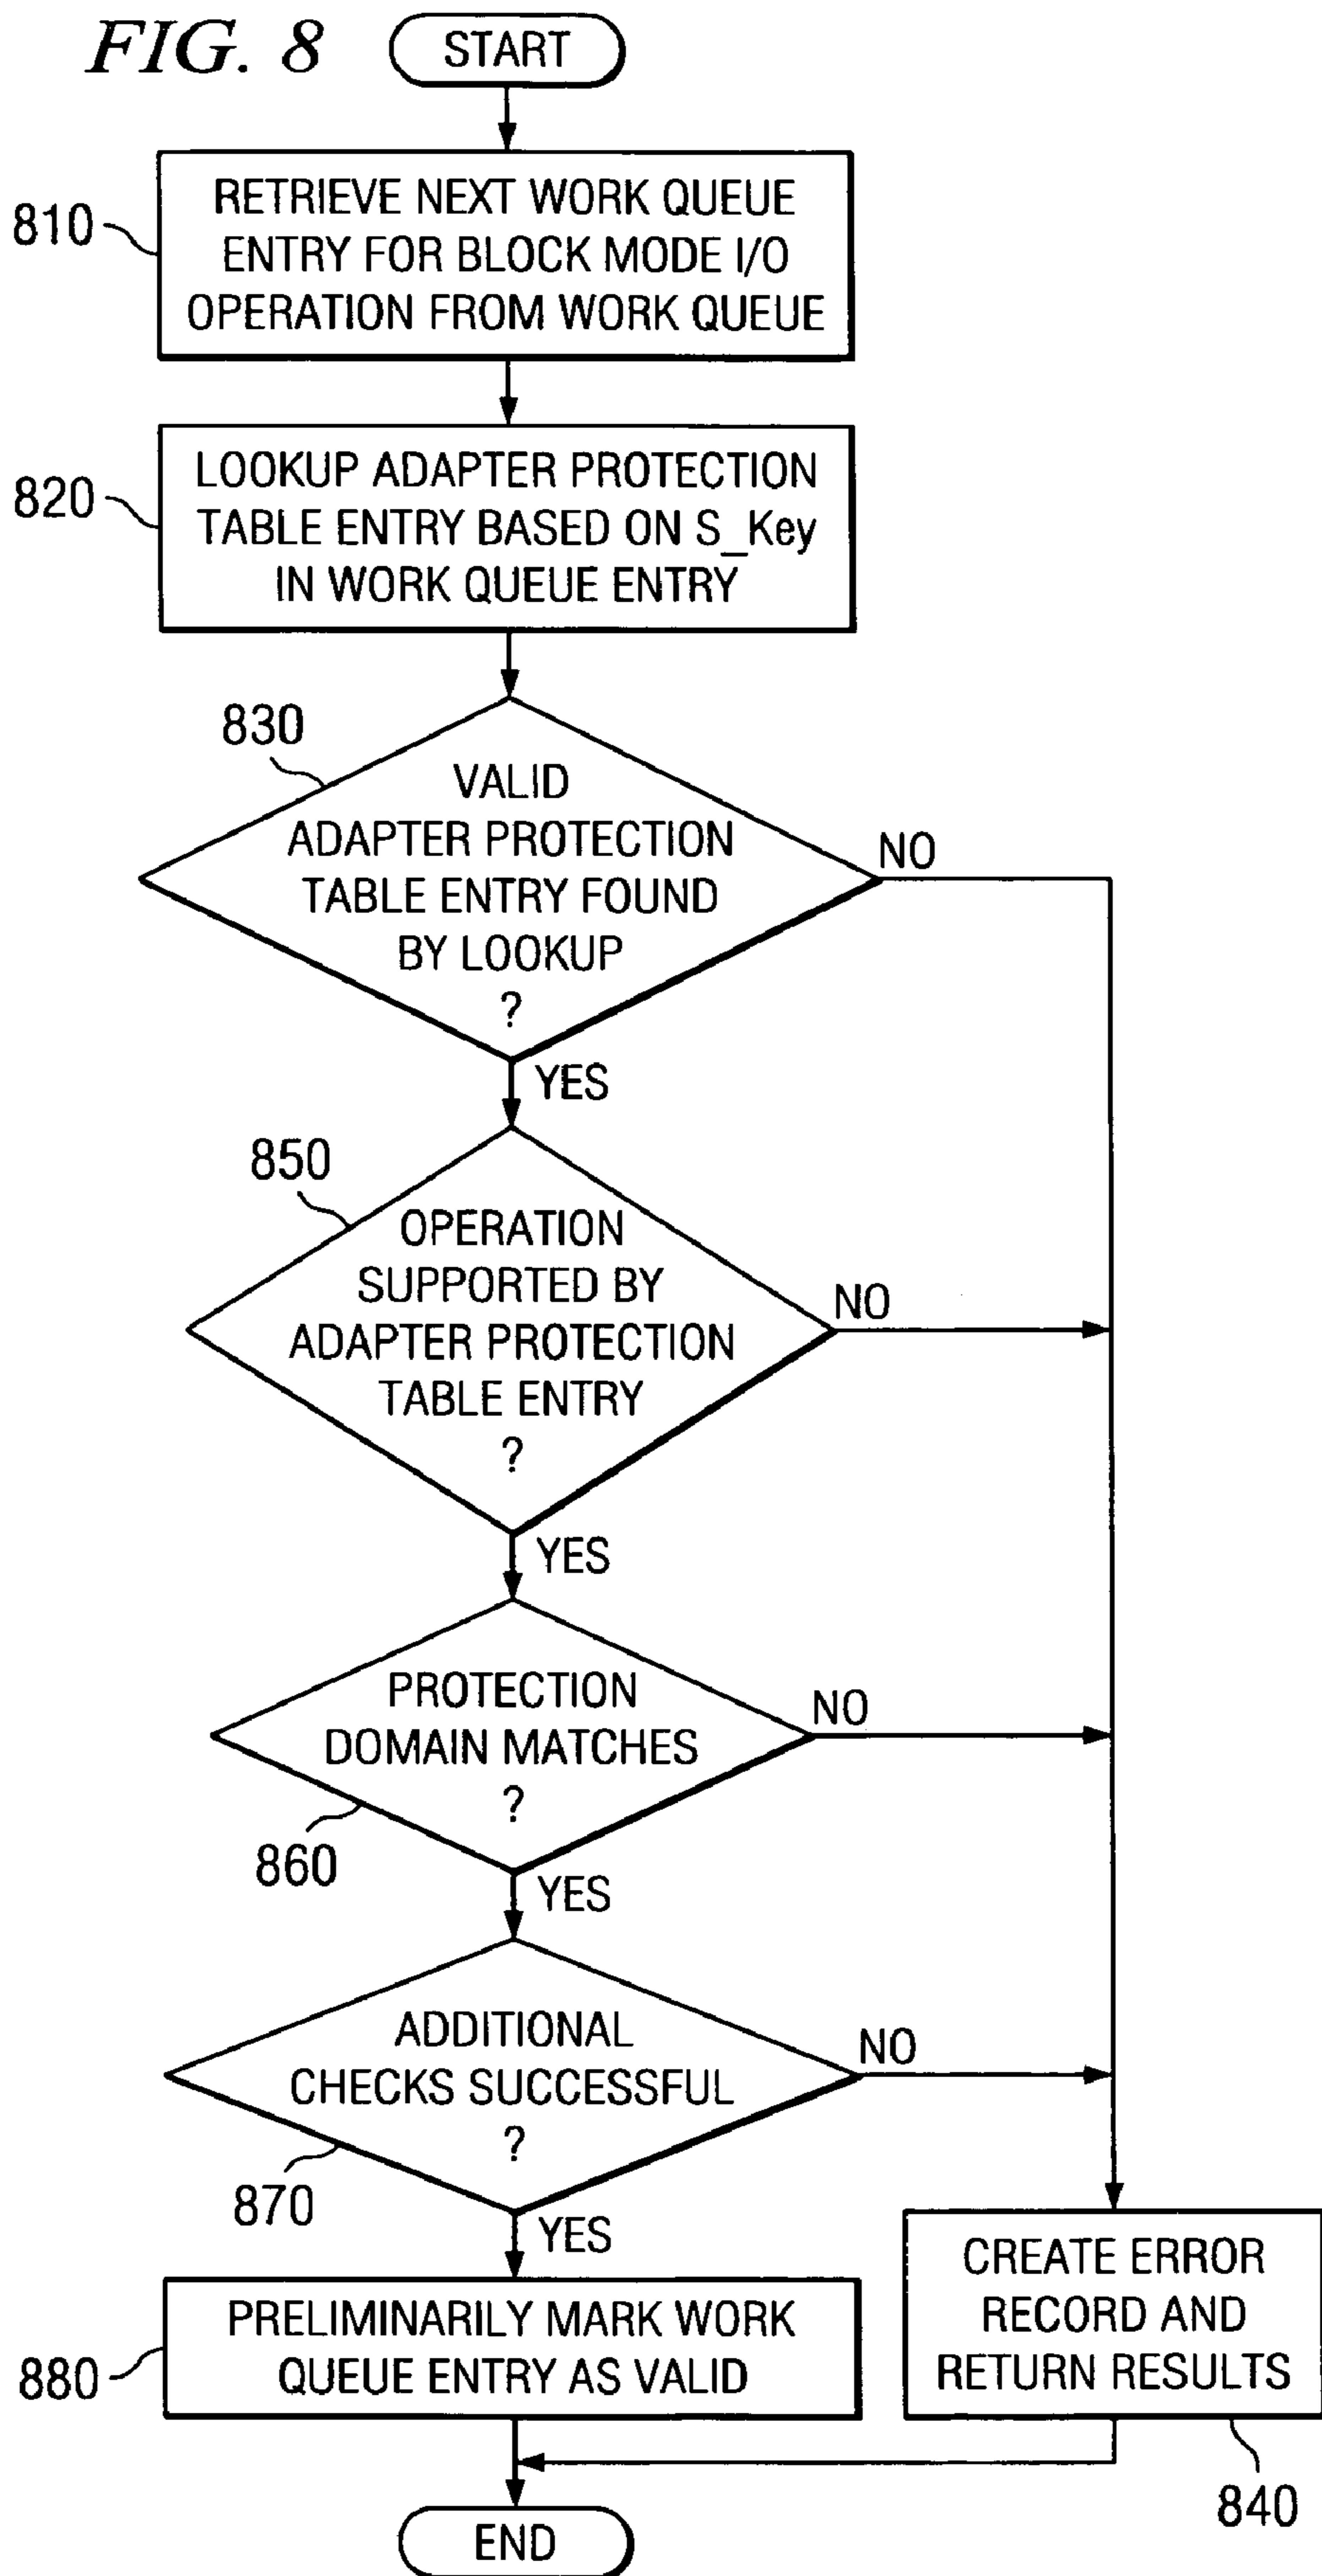 FIG. 8
START
810
RETRIEVE NEXT WORK QUEUE
ENTRY FOR BLOCK MODE I/O
OPERATION FROM WORK QUEUE
820
LOOKUP ADAPTER PROTECTION
TABLE ENTRY BASED ON S_Key
IN WORK QUEUE ENTRY
830
VALID
ADAPTER PROTECTION
TABLE ENTRY FOUND
BY LOOKUP
?
NO
YES
850
OPERATION
SUPPORTED BY
ADAPTER PROTECTION
TABLE ENTRY
?
NO
YES
PROTECTION
DOMAIN MATCHES
?
NO
860
YES
ADDITIONAL
CHECKS SUCCESSFUL
?
NO
870
YES
880
PRELIMINARILY MARK WORK
QUEUE ENTRY AS VALID
CREATE ERROR
RECORD AND
RETURN RESULTS
840
END